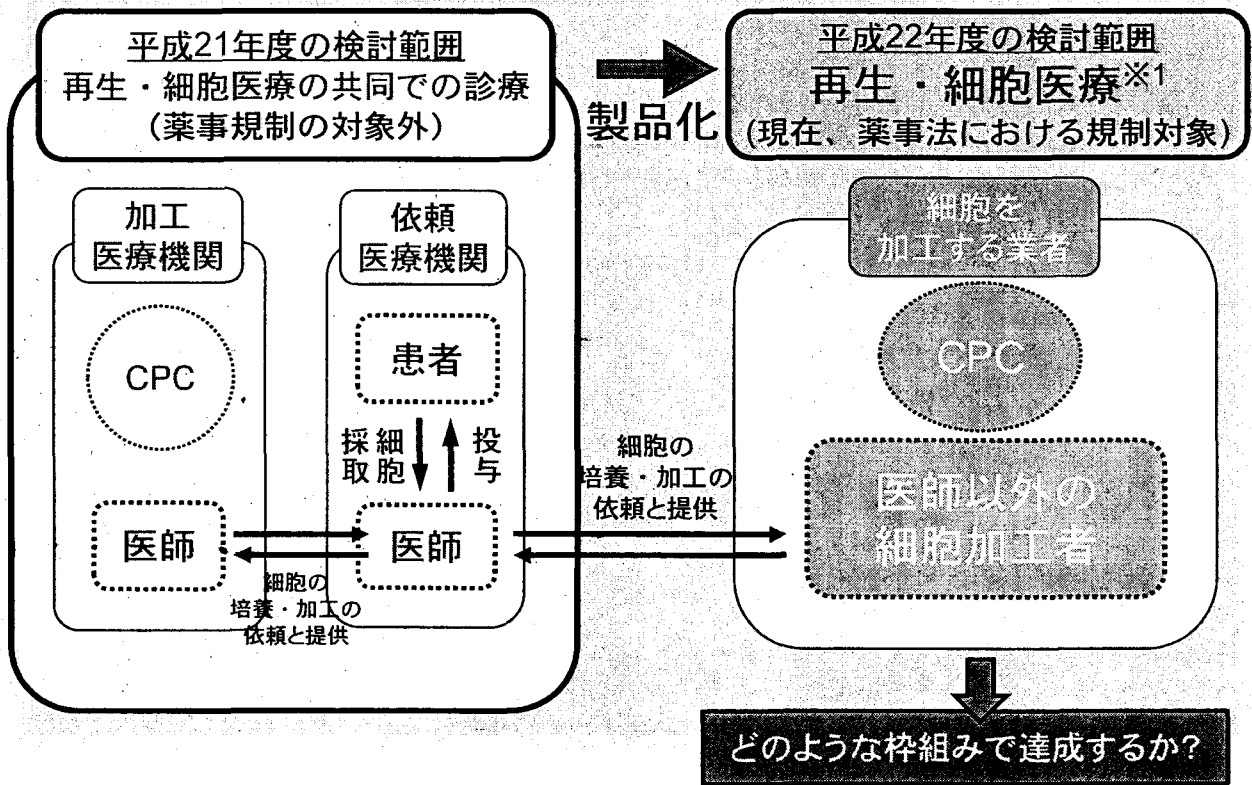 平成21年度の検討範囲
再生・細胞医療の共同での診療
（薬事規制の対象外）
製品化
平成22年度の検討範囲
再生・細胞医療※1
(現在、薬事法における規制対象)
加工
医療機関
CPC
医師
依頼
医療機関
患者
細胞
採取
投与
医師
細胞の
培養・加工の
依頼と提供
細胞の
培養・加工の
依頼と提供
細胞を
加工する業者
CPC
医師以外の
細胞加工者
どのような枠組みで達成するか？